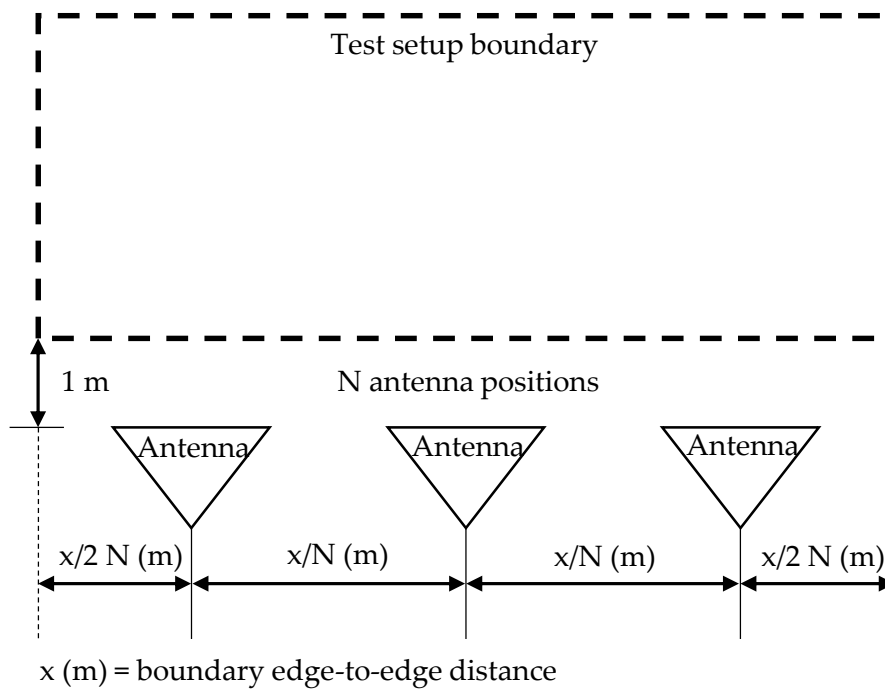 Test setup boundary
1 m
N antenna positions
Antenna
Antenna
Antenna
x/2 N (m)
x/N (m)
x/N (m)
x/2 N (m)
x (m) = boundary edge-to-edge distance